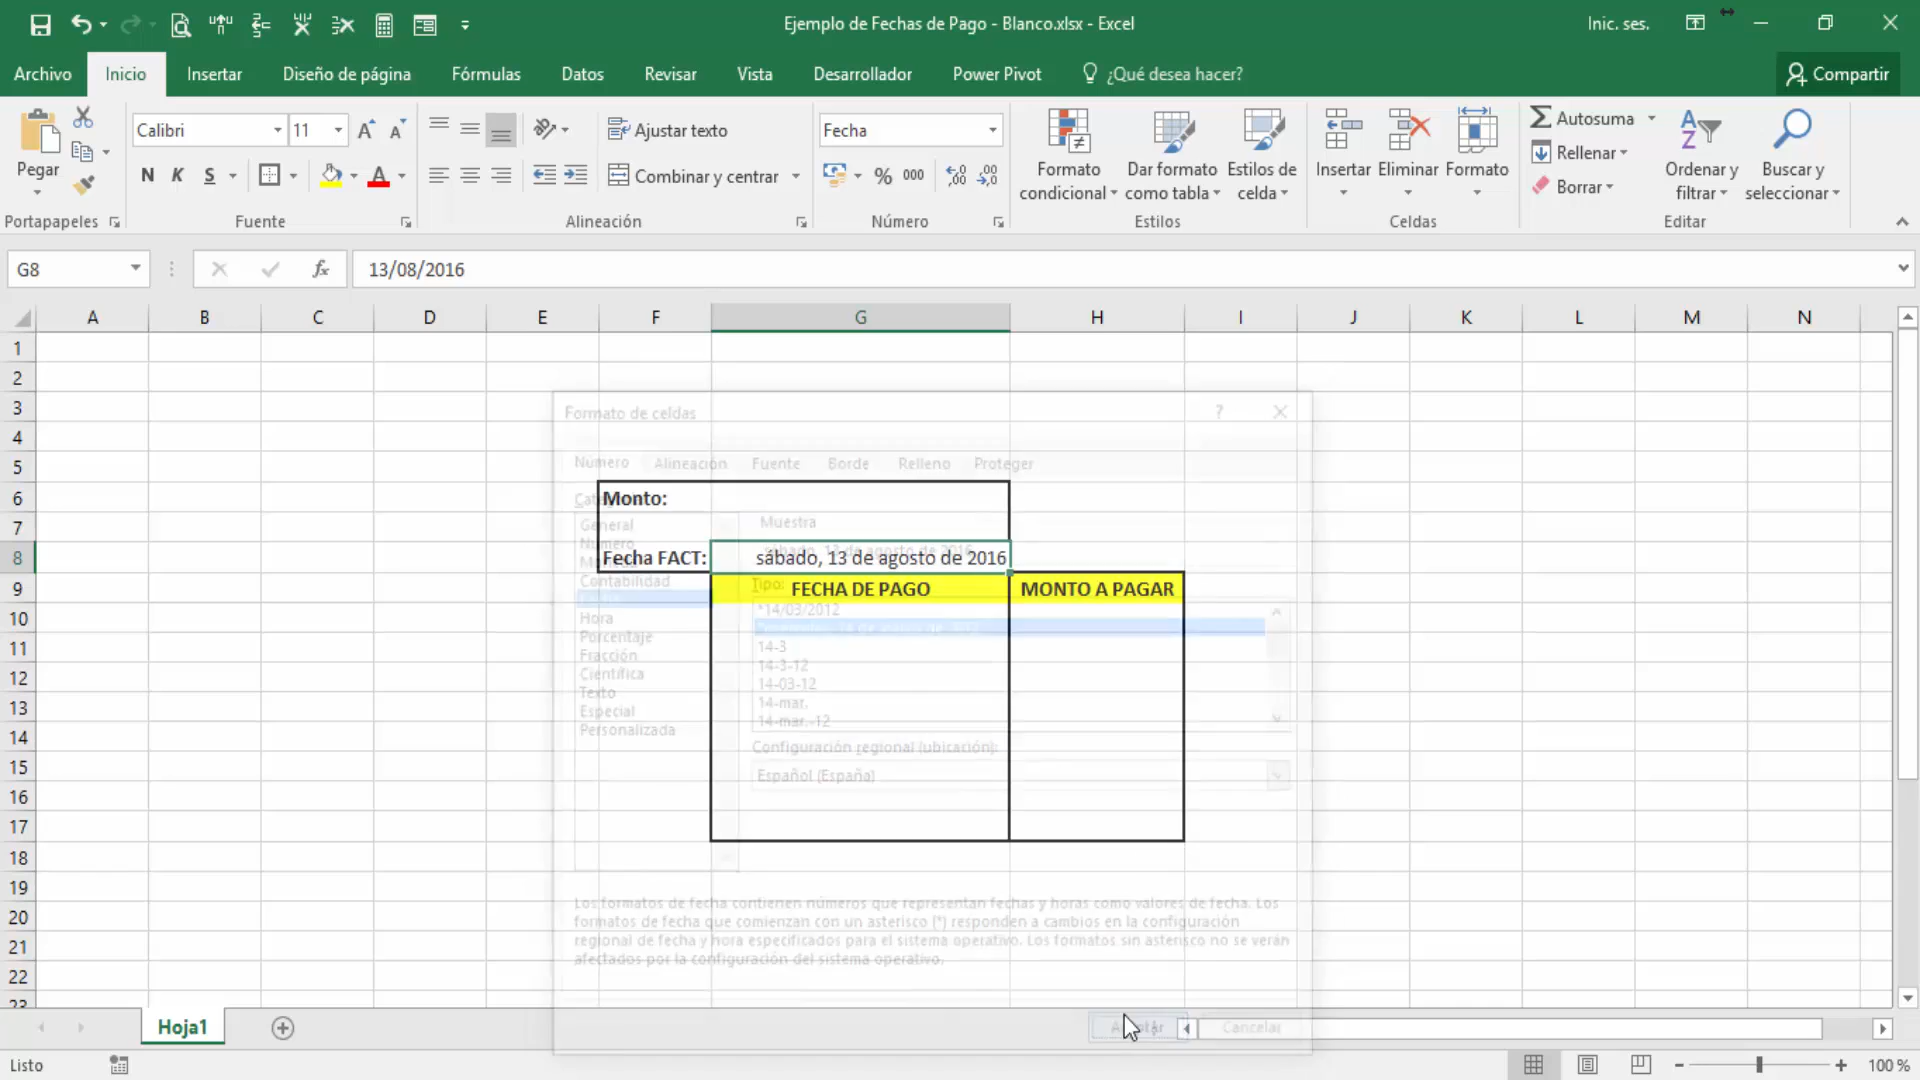 Ejemplo de Fechas de Pago - Blanco.xlsx - Excel
Inic. ses.
Archivo Inicio Insertar Diseño de página Fórmulas Datos Revisar Vista Desarrollador Power Pivot ¿Qué desea hacer? Compartir
Pegar
Portapapeles
Calibri 11
N K S
Fuente
Ajustar texto
Combinar y centrar
Alineación
Fecha
% 000
Número
Formato condicional
Dar formato como tabla
Estilos de celda
Estilos
Insertar Eliminar Formato
Celdas
Autosuma
Rellenar
Borrar
Ordenar y filtrar
Buscar y seleccionar
Editar
G8 fx 13/08/2016
A B C D E F G H I J K L M N
1
2
3
4
5
6 Monto:
7
8 Fecha FACT: sábado, 13 de agosto de 2016
9 FECHA DE PAGO MONTO A PAGAR
10
11
12
13
14
15
16
17
18
19
20
21
22
23
Formato de celdas ?
Número Alineación Fuente Borde Relleno Proteger
General
Número
Contabilidad
Hora
Porcentaje
Fracción
Científica
Texto
Especial
Personalizada
Muestra
sábado, 13 de agosto de 2016
Tipo:
*14/03/2012
14-3
14-3-12
14-03-12
14-mar.
14-mar.-12
Configuración regional (ubicación):
Español (España)
Los formatos de fecha contienen números que representan fechas y horas como valores de fecha. Los
formatos de fecha que comienzan con un asterisco (*) responden a cambios en la configuración
regional de fecha y hora especificados para el sistema operativo. Los formatos sin asterisco no se verán
afectados por la configuración del sistema operativo.
Cancelar
Hoja1
Listo
100 %